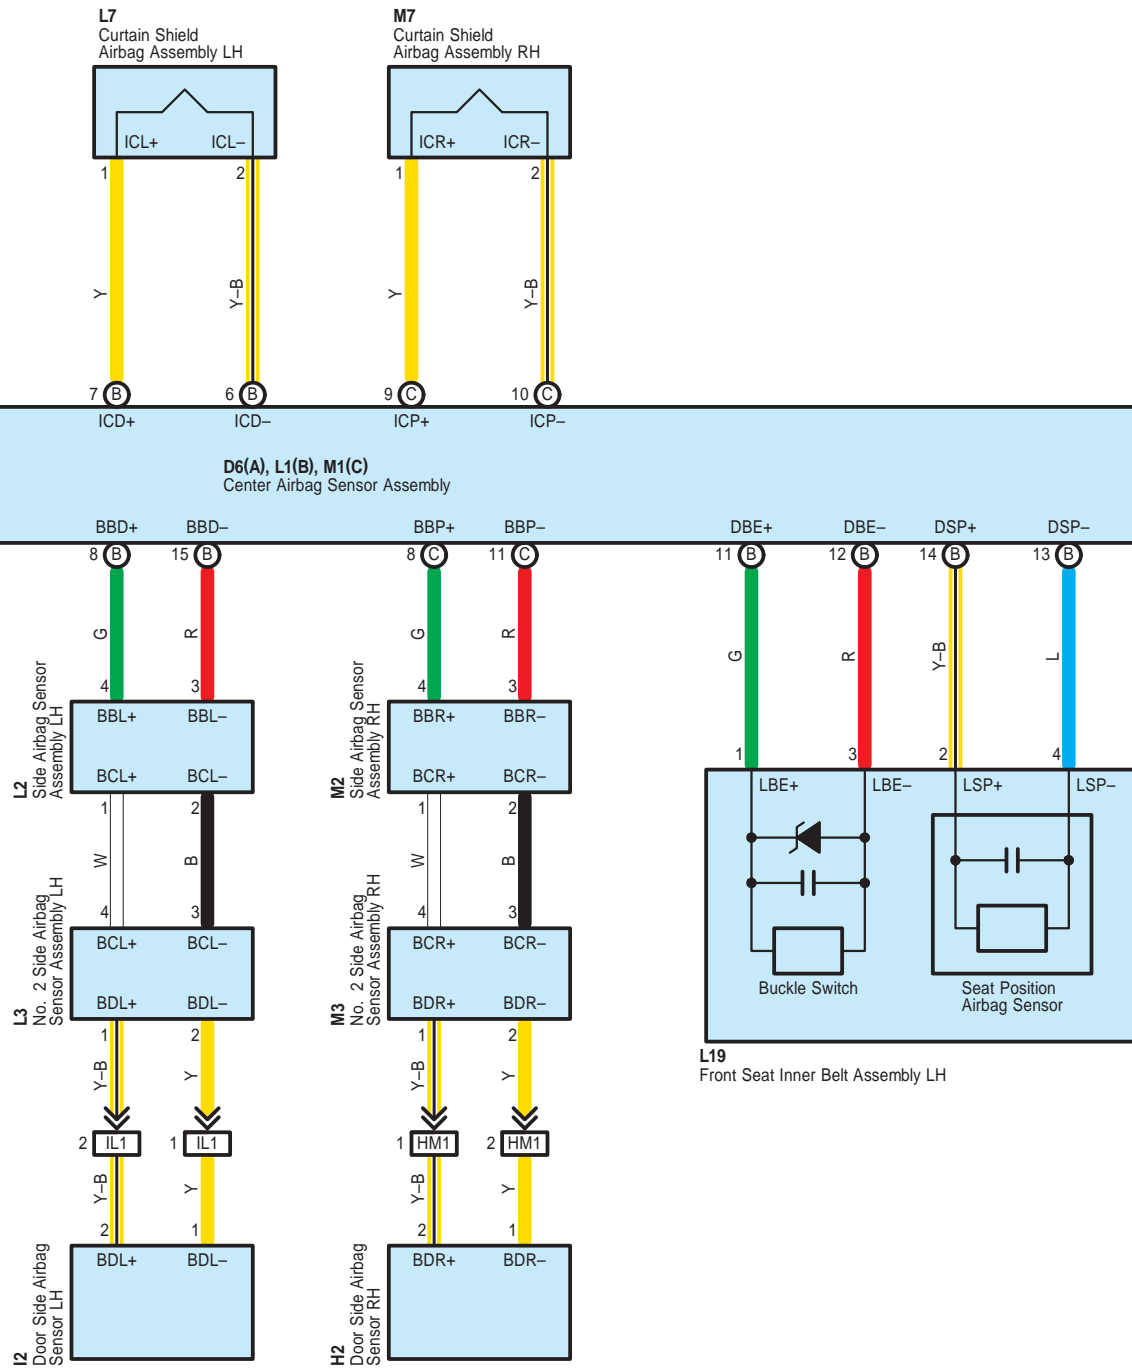 L7
Curtain Shield
Airbag Assembly LH
M7
Curtain Shield
Airbag Assembly RH
ICL+ ICL–
ICR+ ICR–
1 2
1 2
Y Y–B
Y Y–B
7 B 6 B
9 C 10 C
ICD+ ICD–
ICP+ ICP–
D6(A), L1(B), M1(C)
Center Airbag Sensor Assembly
BBD+ BBD–
BBP+ BBP–
DBE+ DBE– DSP+ DSP–
8 B 15 B
8 C 11 C
11 B 12 B 14 B 13 B
G R
G R
G R Y–B L
4 3
4 3
L2
Side Airbag Sensor
Assembly LH
BBL+ BBL–
BCL+ BCL–
M2
Side Airbag Sensor
Assembly RH
BBR+ BBR–
BCR+ BCR–
1 3 2 4
LBE+ LBE– LSP+ LSP–
Buckle Switch
Seat Position
Airbag Sensor
L19
Front Seat Inner Belt Assembly LH
1 2
1 2
W B
W B
4 3
4 3
L3
No. 2 Side Airbag
Sensor Assembly LH
BCL+ BCL–
BDL+ BDL–
M3
No. 2 Side Airbag
Sensor Assembly RH
BCR+ BCR–
BDR+ BDR–
1 2
1 2
Y–B Y
Y–B Y
2 IL1 1 IL1
1 HM1 2 HM1
Y–B Y
Y–B Y
2 1
2 1
I2
Door Side Airbag
Sensor LH
BDL+ BDL–
H2
Door Side Airbag
Sensor RH
BDR+ BDR–